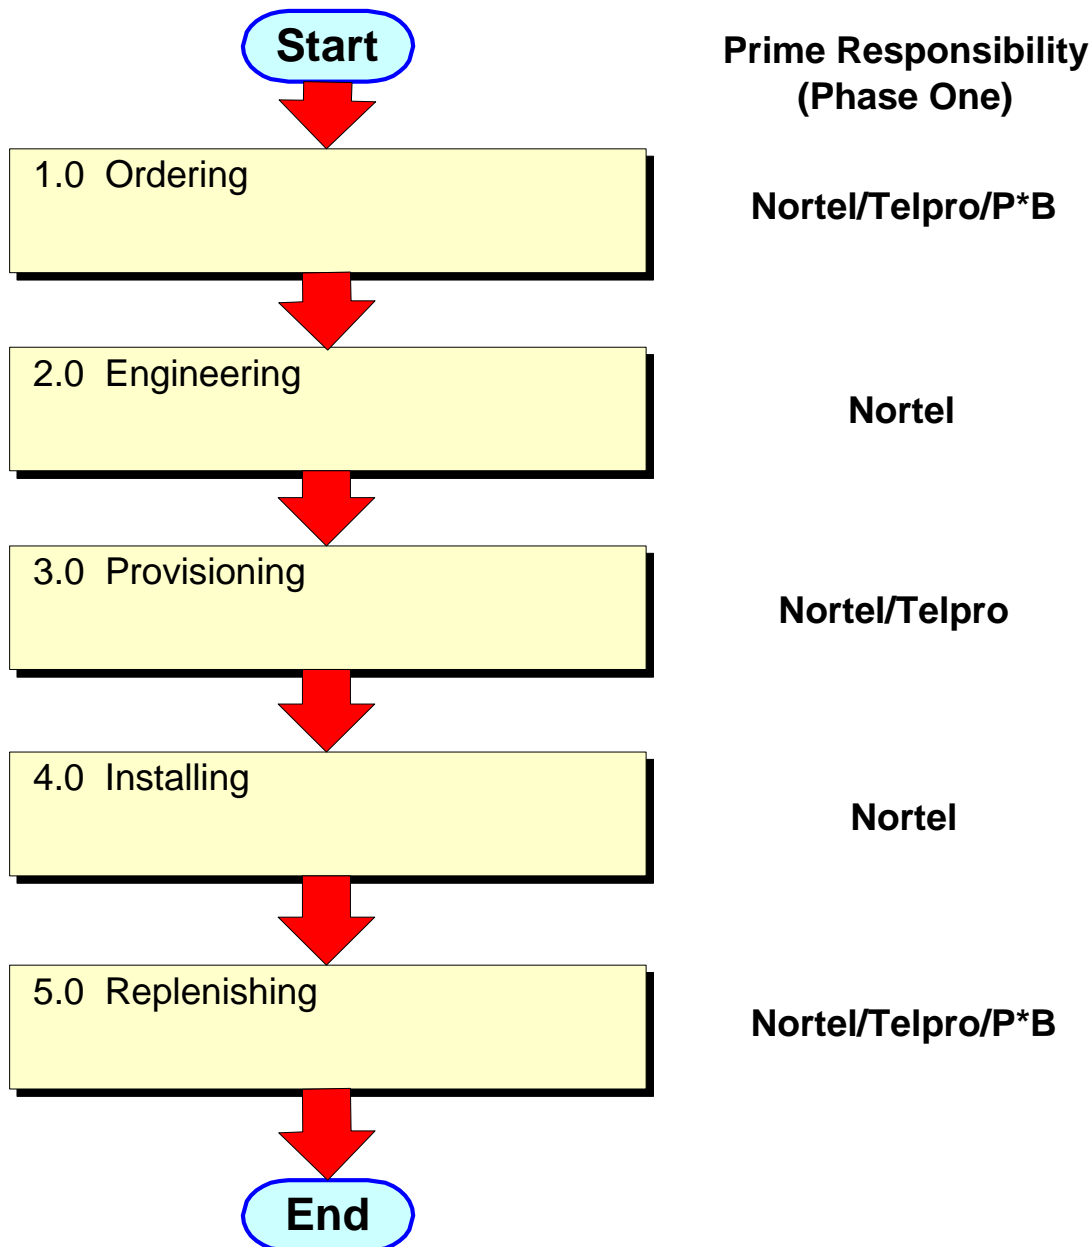 Start
Prime Responsibility
(Phase One)
1.0 Ordering
Nortel/Telpro/P*B
2.0 Engineering
Nortel
3.0 Provisioning
Nortel/Telpro
4.0 Installing
Nortel
5.0 Replenishing
Nortel/Telpro/P*B
End